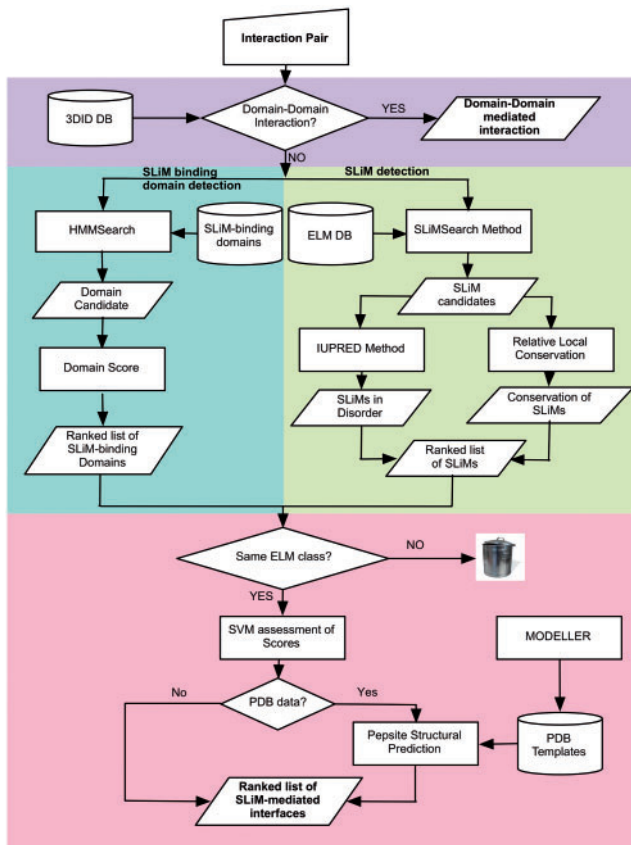 Interaction Pair
3DID DB
Domain-Domain
Interaction?
YES
Domain-Domain
mediated
interaction
NO
SLiM binding
domain detection
SLiM detection
HMMSearch
SLiM-binding
domains
ELM DB
SLiMSearch Method
Domain
Candidate
SLiM
candidates
IUPRED Method
Relative Local
Conservation
Domain Score
SLiMs in
Disorder
Conservation of
SLiMs
Ranked list of
SLiM-binding
Domains
Ranked list
of SLiMs
Same ELM class?
NO
YES
SVM assessment of
Scores
MODELLER
No
PDB data?
Yes
Pepsite Structural
Prediction
PDB
Templates
Ranked list of
SLiM-mediated
interfaces